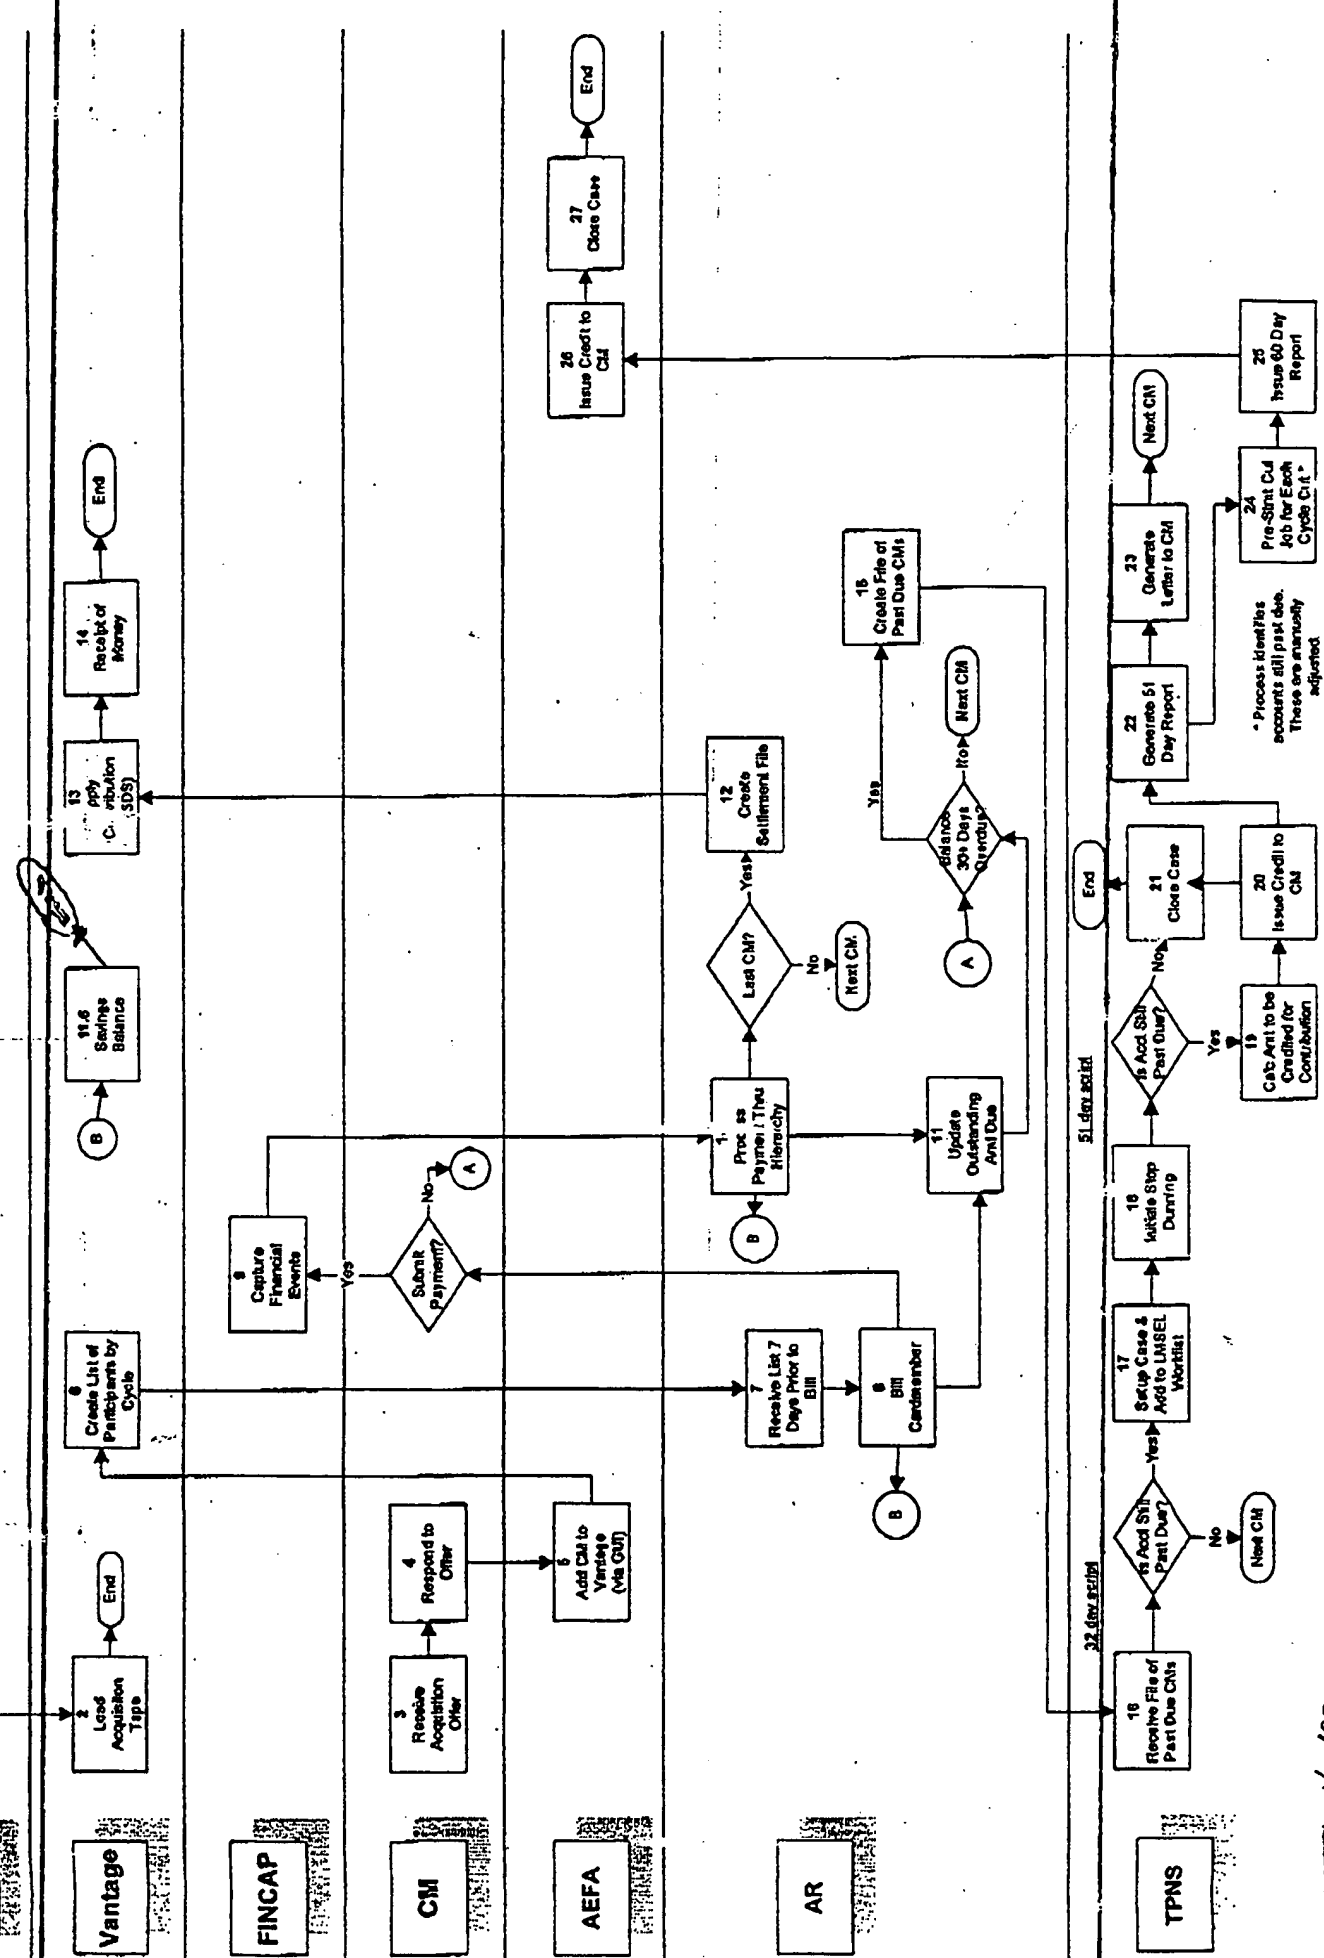 Vantage
2
Load
Acquisition
Tape
End
6
Create List of
Participants by
Cycle
B
11.5
Savings
Balance
13
14
Receipt of
Money
End
FINCAP
9
Capture
Financial
Events
CM
3
Receive
Acquisition
Offer
4
Respond to
Offer
Submit
Payment?
Yes
No
A
AEFA
5
Add CM to
Vantage
(via GUI)
26
Issue Credit to
CM
27
Close Case
End
AR
7
Receive List 7
Days Prior to
Bill
8
Bill
Cardmember
B
Payment Thru
Hierarchy
B
11
Update
Outstanding
Amt Due
Last CM?
Yes
No
Next CM
12
Create
Settlement File
A
Balance
30+ Days
Overdue?
No
Next CM
Yes
15
Create File of
Past Due CMs
TPNS
32 day script
16
Receive File of
Past Due CMs
Is Acct Still
Past Due?
Yes
No
Next CM
17
Setup Case &
Add to LMSEL
Worklist
18
Initiate Stop
Dunning
51 day script
Is Acct Still
Past Due?
No
Yes
19
Calc Amt to be
Credited for
Contribution
20
Issue Credit to
CM
21
Close Case
End
22
Generate 51
Day Report
23
Generate
Letter to CM
Next CM
24
Pre-Stmt Cut
Job for Each
Cycle Cut *
25
Issue 60 Day
Report
* Process identifies
accounts still past due.
These are manually
adjusted